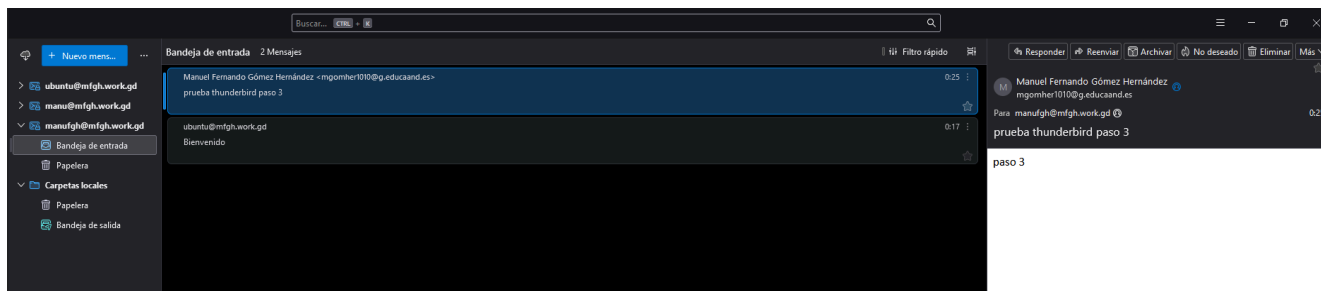 Buscar... CTRL + K
+ Nuevo mens... ...
ubuntu@mfgh.work.gd
manu@mfgh.work.gd
manufgh@mfgh.work.gd
Bandeja de entrada
Papelera
Carpetas locales
Papelera
Bandeja de salida
Bandeja de entrada 2 Mensajes Filtro rápido
Manuel Fernando Gómez Hernández <mgomher1010@g.educaand.es> 0:25
prueba thunderbird paso 3
ubuntu@mfgh.work.gd 0:17
Bienvenido
Responder Reenviar Archivar No deseado Eliminar Más
M Manuel Fernando Gómez Hernández
mgomher1010@g.educaand.es
Para manufgh@mfgh.work.gd
prueba thunderbird paso 3
paso 3